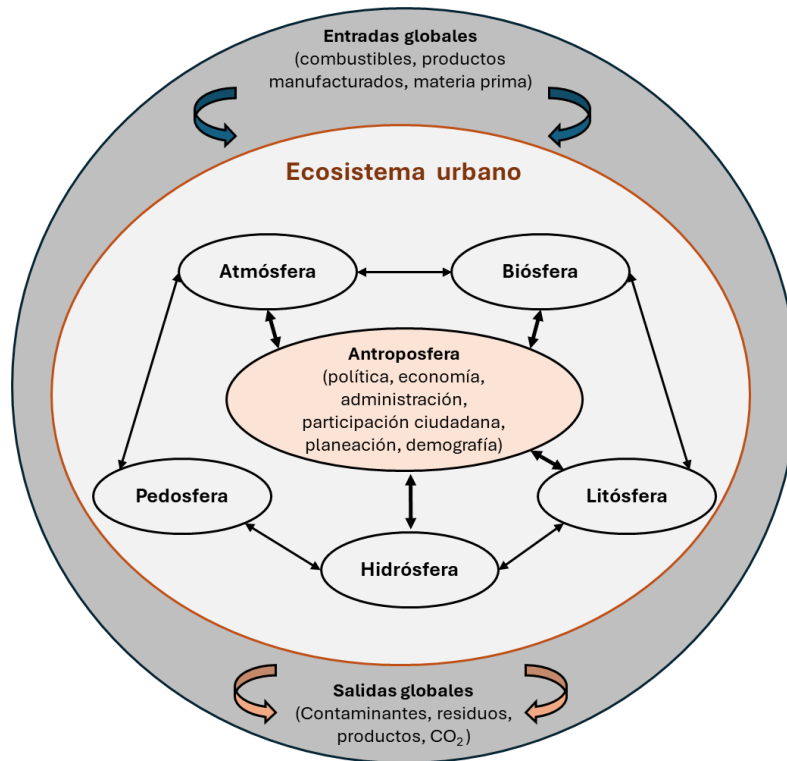 Entradas globales
(combustibles, productos
manufacturados, materia prima)
Ecosistema urbano
Atmósfera
Biósfera
Antroposfera
(política, economía,
administración,
participación ciudadana,
planeación, demografía)
Pedosfera
Litósfera
Hidrósfera
Salidas globales
(Contaminantes, residuos,
productos, CO₂)